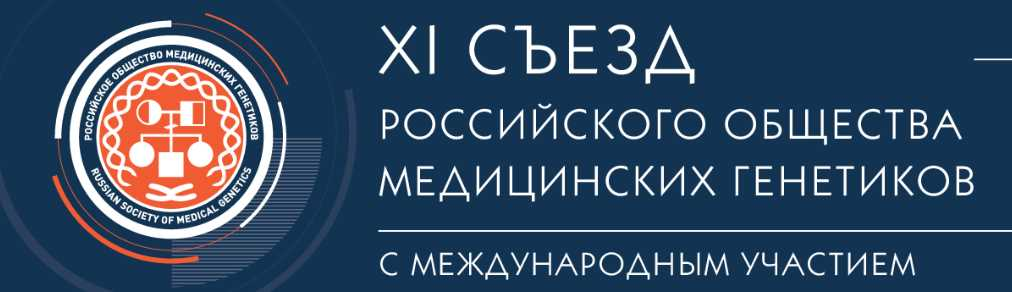 РОССИЙСКОЕ ОБЩЕСТВО МЕДИЦИНСКИХ ГЕНЕТИКОВ
RUSSIAN SOCIETY OF MEDICAL GENETICS
XI СЪЕЗД
РОССИЙСКОГО ОБЩЕСТВА
МЕДИЦИНСКИХ ГЕНЕТИКОВ
С МЕЖДУНАРОДНЫМ УЧАСТИЕМ